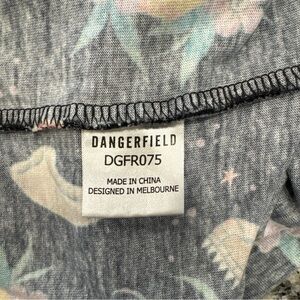 DANGERFIELD
DGFR075
MADE IN CHINA
DESIGNED IN MELBOURNE